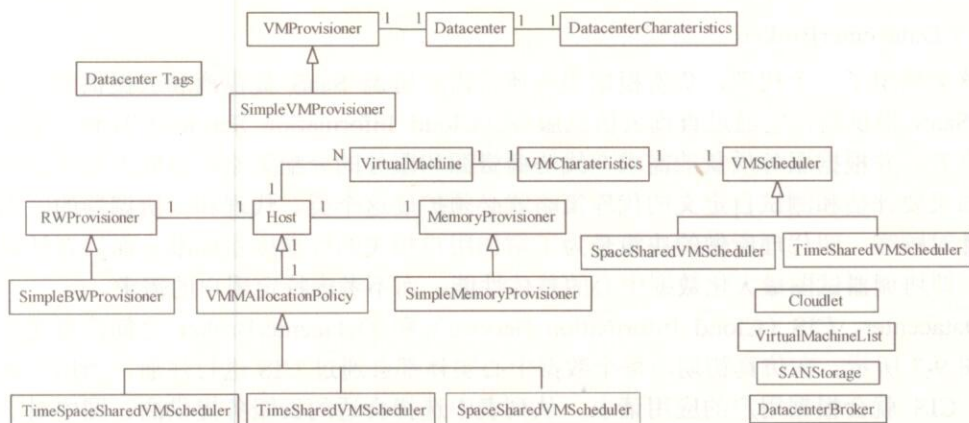 VMProvisioner 1 1 Datacenter 1 1 DatacenterCharateristics
Datacenter Tags
SimpleVMProvisioner
N VirtualMachine 1 1 VMCharateristics 1 1 VMScheduler
1
RWProvisioner 1 1 Host 1 1 MemoryProvisioner
1
SpaceSharedVMScheduler TimeSharedVMScheduler
1
SimpleBWProvisioner VMMAllocationPolicy SimpleMemoryProvisioner
Cloudlet
VirtualMachineList
SANStorage
TimeSpaceSharedVMScheduler TimeSharedVMScheduler SpaceSharedVMScheduler DatacenterBroker